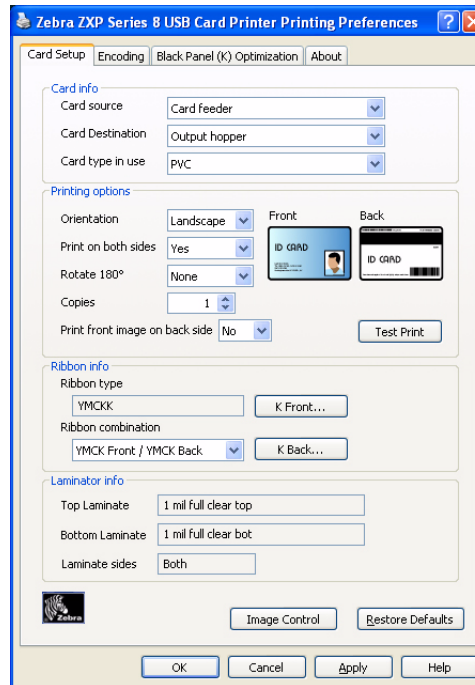 Zebra ZXP Series 8 USB Card Printer Printing Preferences
Card Setup Encoding Black Panel (K) Optimization About
Card info
Card source Card feeder
Card Destination Output hopper
Card type in use PVC
Printing options
Orientation Landscape Front Back
Print on both sides Yes
Rotate 180° None
Copies 1
Print front image on back side No Test Print
ID CARD
ID CARD
Ribbon info
Ribbon type
YMCKK K Front...
Ribbon combination
YMCK Front / YMCK Back K Back...
Laminator info
Top Laminate 1 mil full clear top
Bottom Laminate 1 mil full clear bot
Laminate sides Both
Zebra
Image Control Restore Defaults
OK Cancel Apply Help